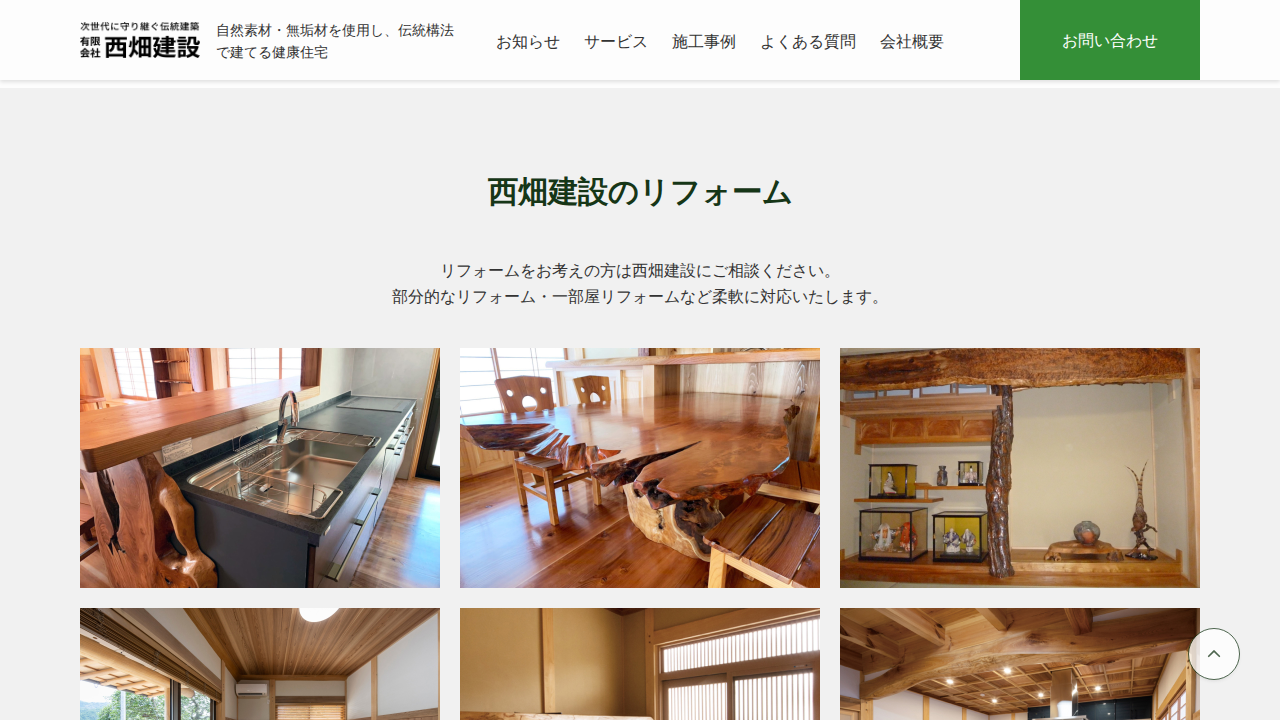 次世代に守り継ぐ伝統建築
有限会社 西畑建設
自然素材・無垢材を使用し、伝統構法
で建てる健康住宅
お知らせ
サービス
施工事例
よくある質問
会社概要
お問い合わせ
西畑建設のリフォーム
リフォームをお考えの方は西畑建設にご相談ください。
部分的なリフォーム・一部屋リフォームなど柔軟に対応いたします。